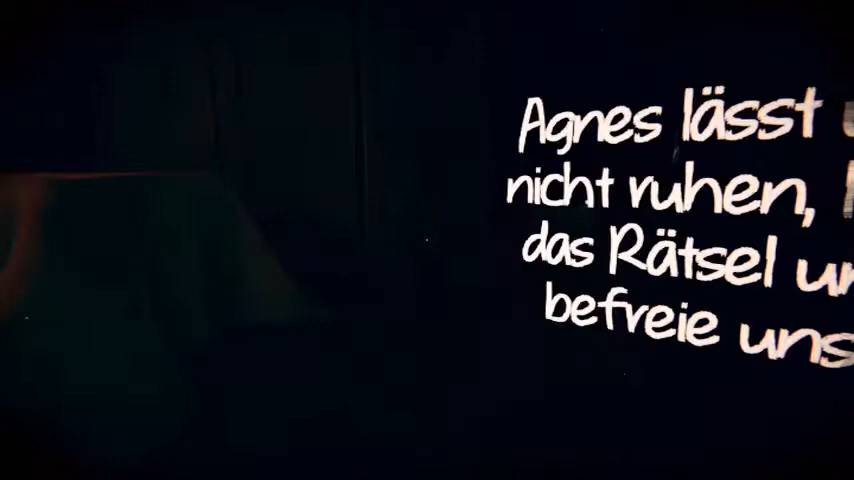 Agnes lässt
nicht ruhen,
das Rätsel
befreie uns